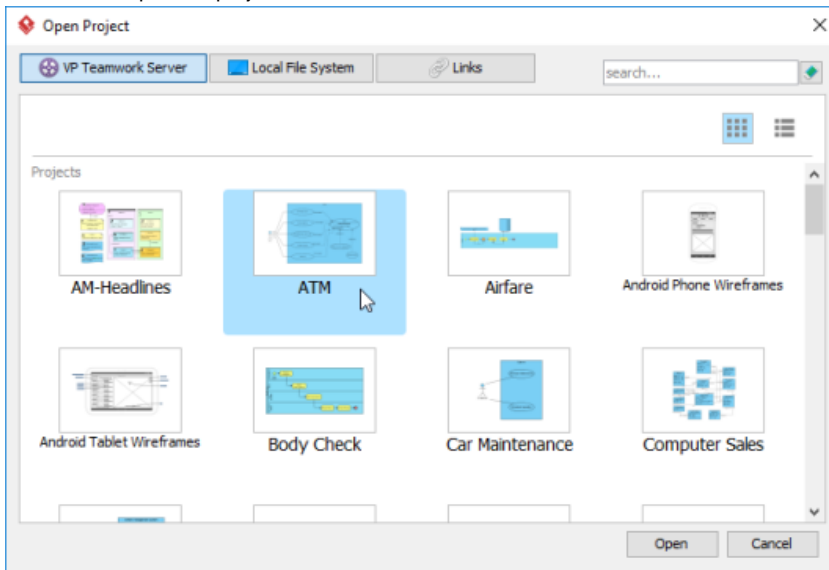 Open Project
VP Teamwork Server Local File System Links search...
Projects
AM-Headlines ATM Airfare Android Phone Wireframes
Android Tablet Wireframes Body Check Car Maintenance Computer Sales
Open Cancel